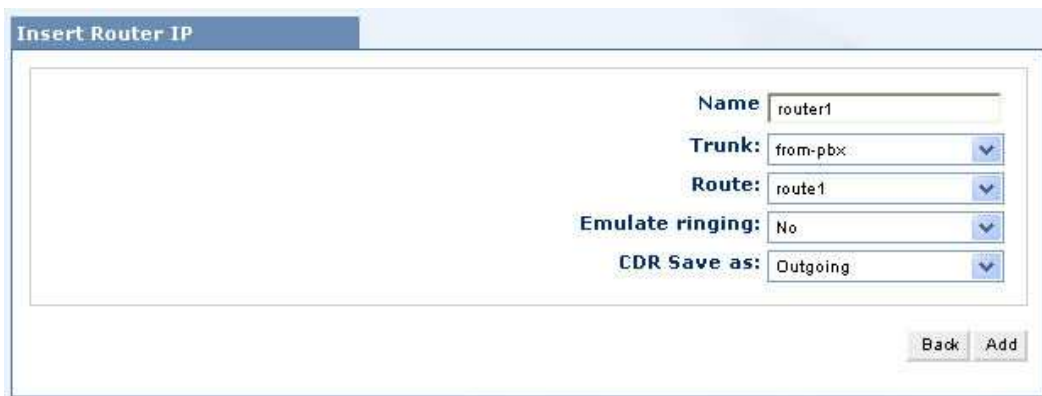 Insert Router IP
Name router1
Trunk: from-pbx
Route: route1
Emulate ringing: No
CDR Save as: Outgoing
Back Add